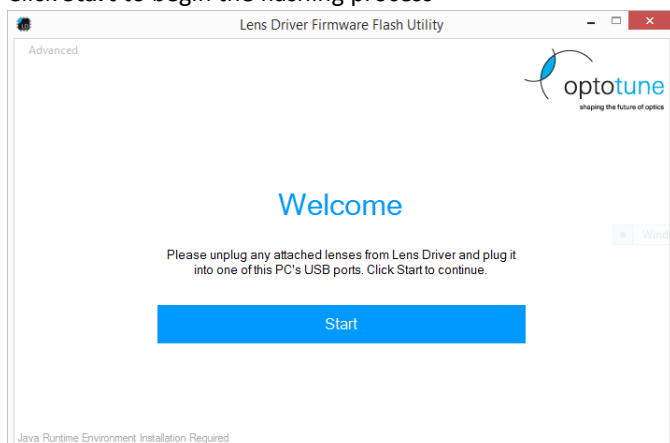 Click Start to begin the flashing process
Lens Driver Firmware Flash Utility
Advanced
optotune
shaping the future of optics
Welcome
Wind
Please unplug any attached lenses from Lens Driver and plug it
into one of this PC's USB ports. Click Start to continue.
Start
Java Runtime Environment Installation Required